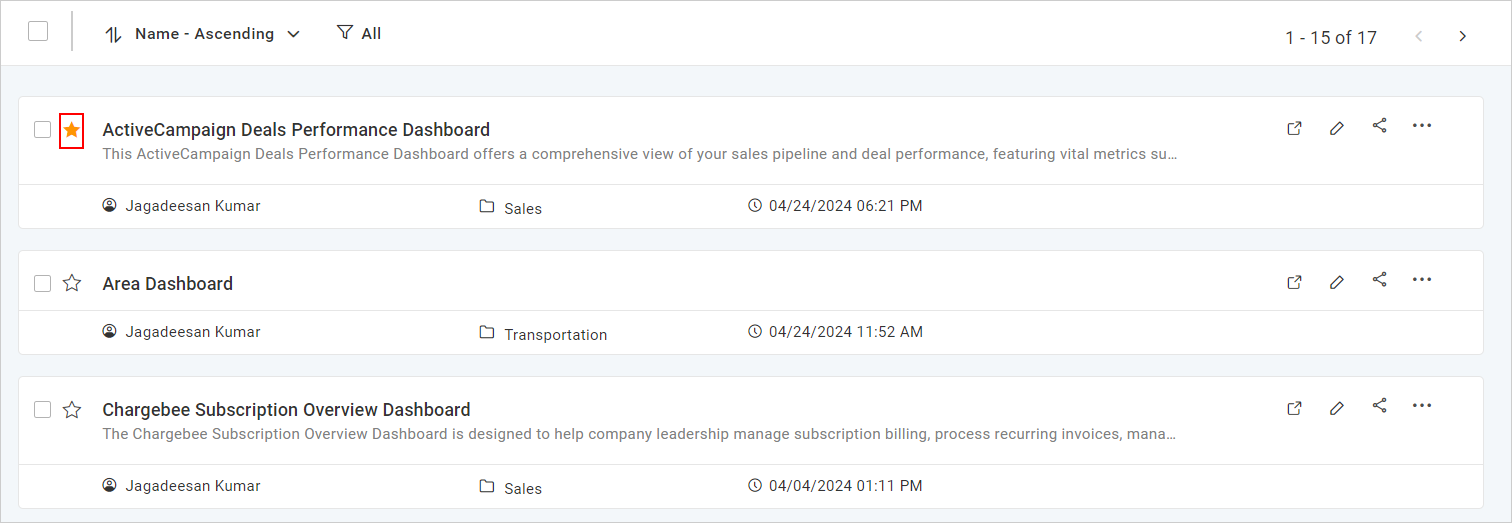 Name - Ascending All 1 - 15 of 17
ActiveCampaign Deals Performance Dashboard
This ActiveCampaign Deals Performance Dashboard offers a comprehensive view of your sales pipeline and deal performance, featuring vital metrics su...
Jagadeesan Kumar Sales 04/24/2024 06:21 PM
Area Dashboard
Jagadeesan Kumar Transportation 04/24/2024 11:52 AM
Chargebee Subscription Overview Dashboard
The Chargebee Subscription Overview Dashboard is designed to help company leadership manage subscription billing, process recurring invoices, mana...
Jagadeesan Kumar Sales 04/04/2024 01:11 PM